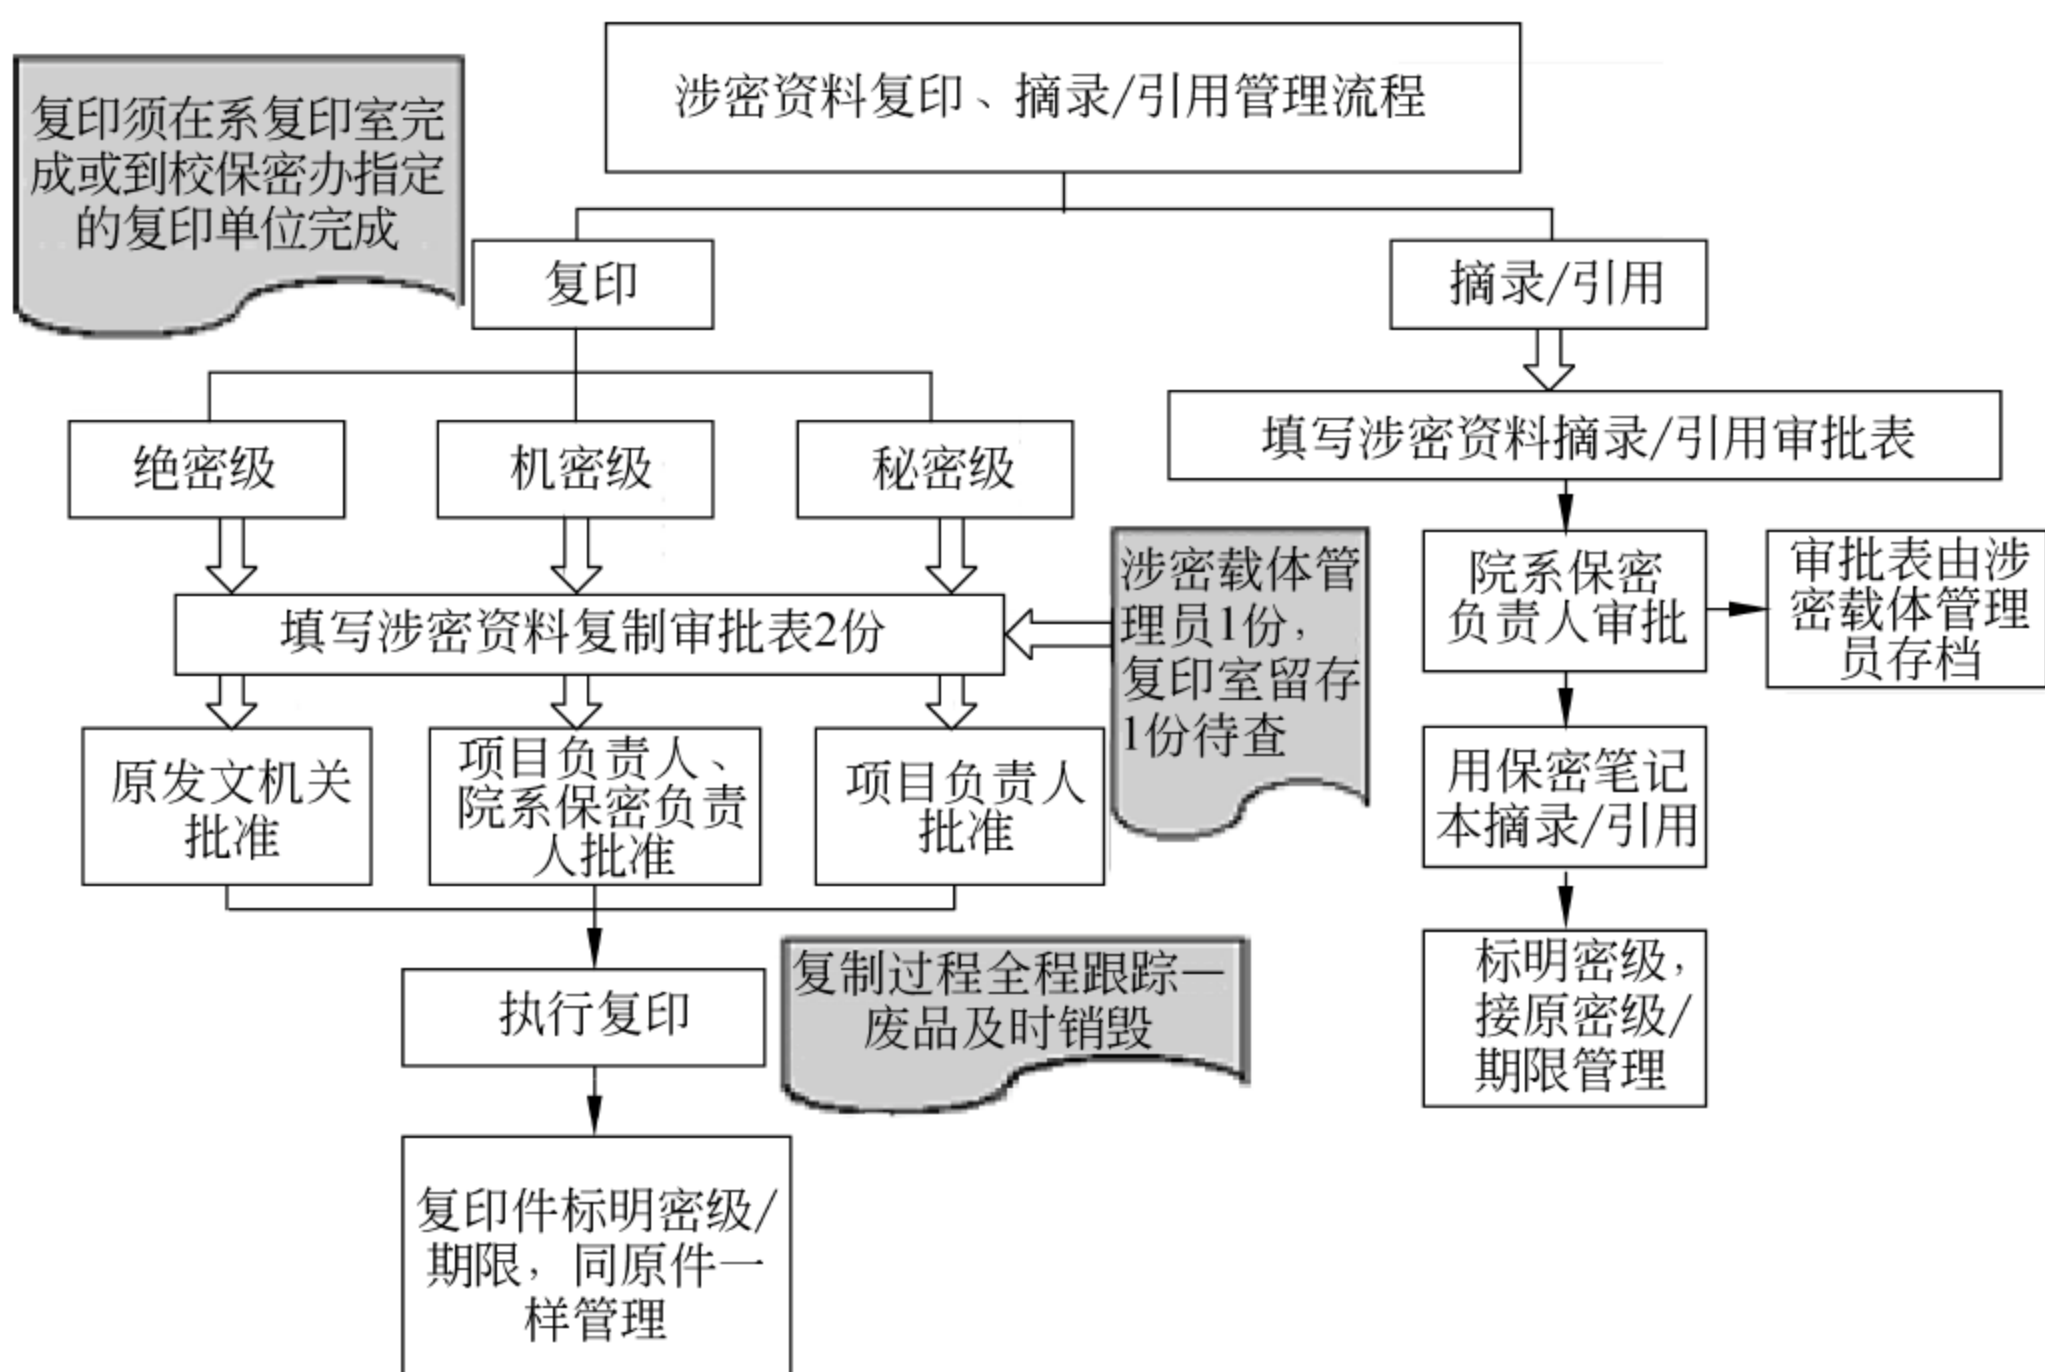 涉密资料复印、摘录/引用管理流程
复印须在系复印室完
成或到校保密办指定
的复印单位完成
复印
摘录/引用
绝密级
机密级
秘密级
填写涉密资料摘录/引用审批表
填写涉密资料复制审批表2份
涉密载体管
理员1份，
复印室留存
1份待查
院系保密
负责人审批
审批表由涉
密载体管理
员存档
原发文机关
批准
项目负责人、
院系保密负责
人批准
项目负责人
批准
用保密笔记
本摘录/引用
执行复印
复制过程全程跟踪—
废品及时销毁
标明密级，
接原密级/
期限管理
复印件标明密级/
期限，同原件一
样管理